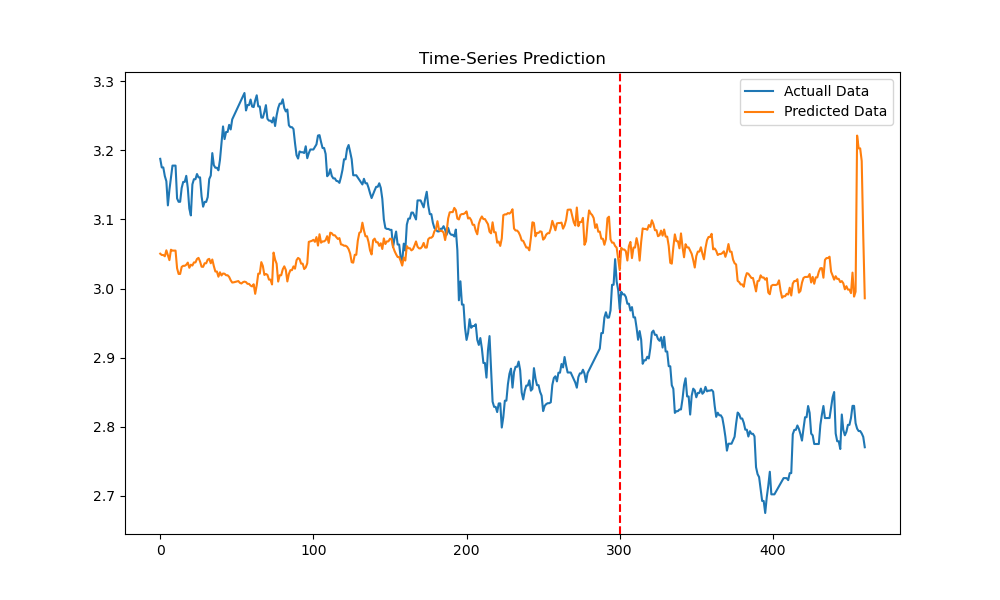 Time-Series Prediction
3.3
3.2
3.1
3.0
2.9
2.8
2.7
0 100 200 300 400
Actuall Data
Predicted Data